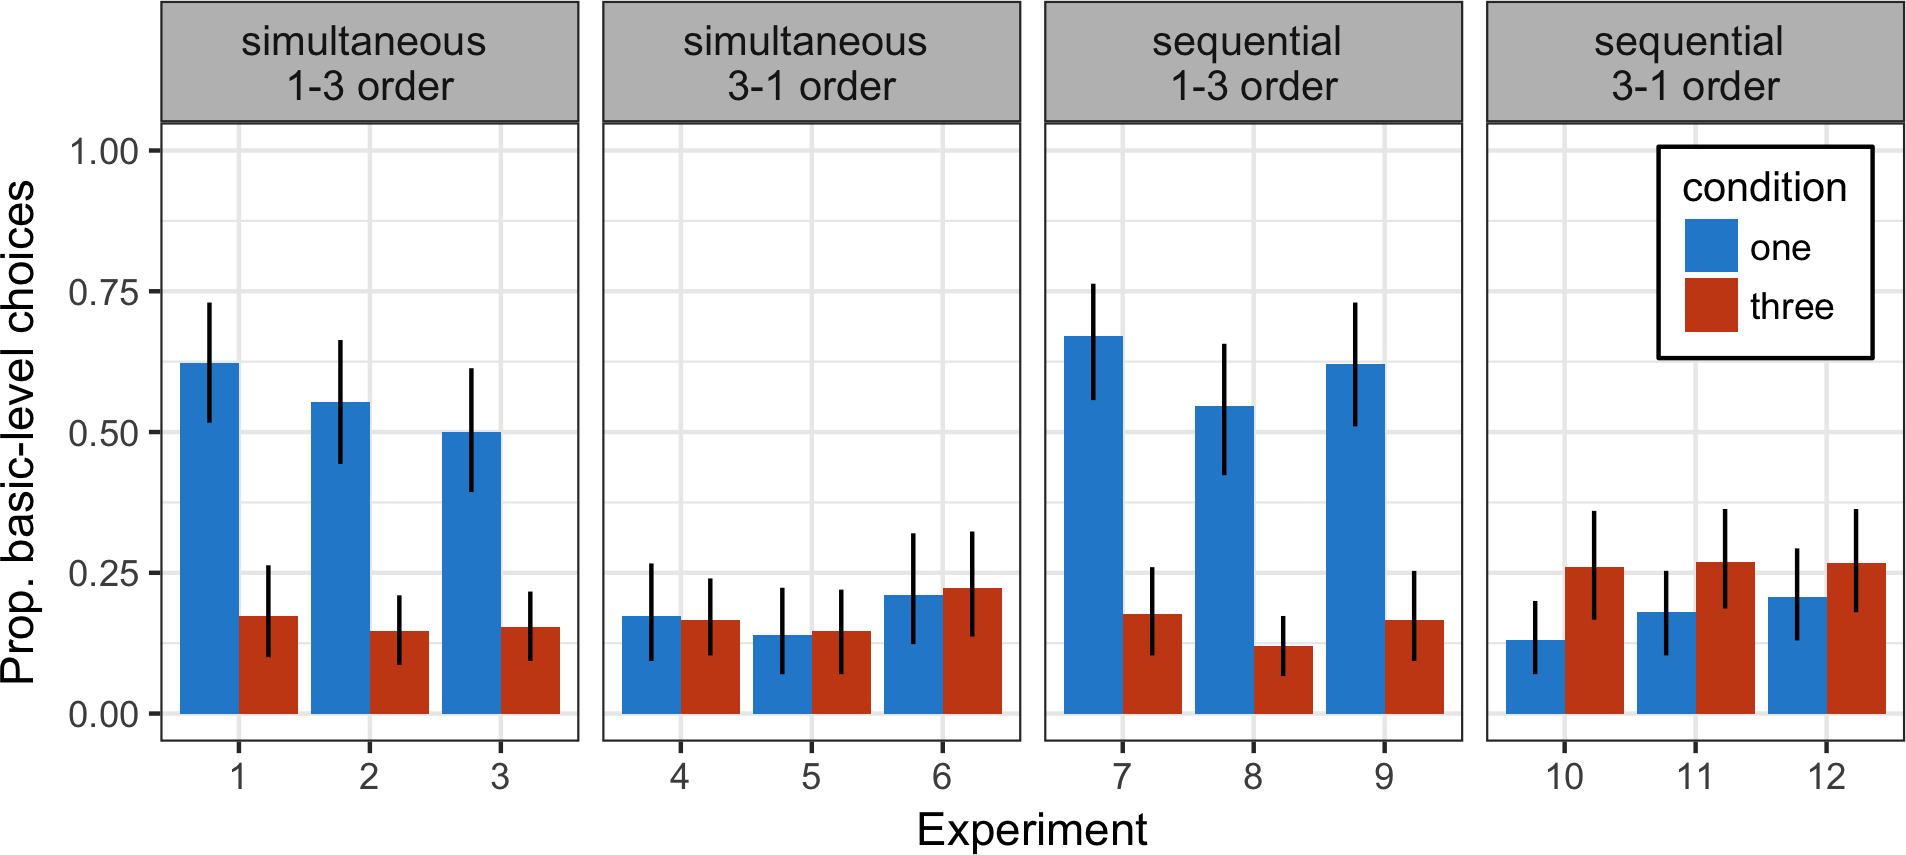 simultaneous
1-3 order
simultaneous
3-1 order
sequential
1-3 order
sequential
3-1 order
Prop. basic-level choices
1.00
0.75
0.50
0.25
0.00
condition
one
three
1 2 3 4 5 6 7 8 9 10 11 12
Experiment